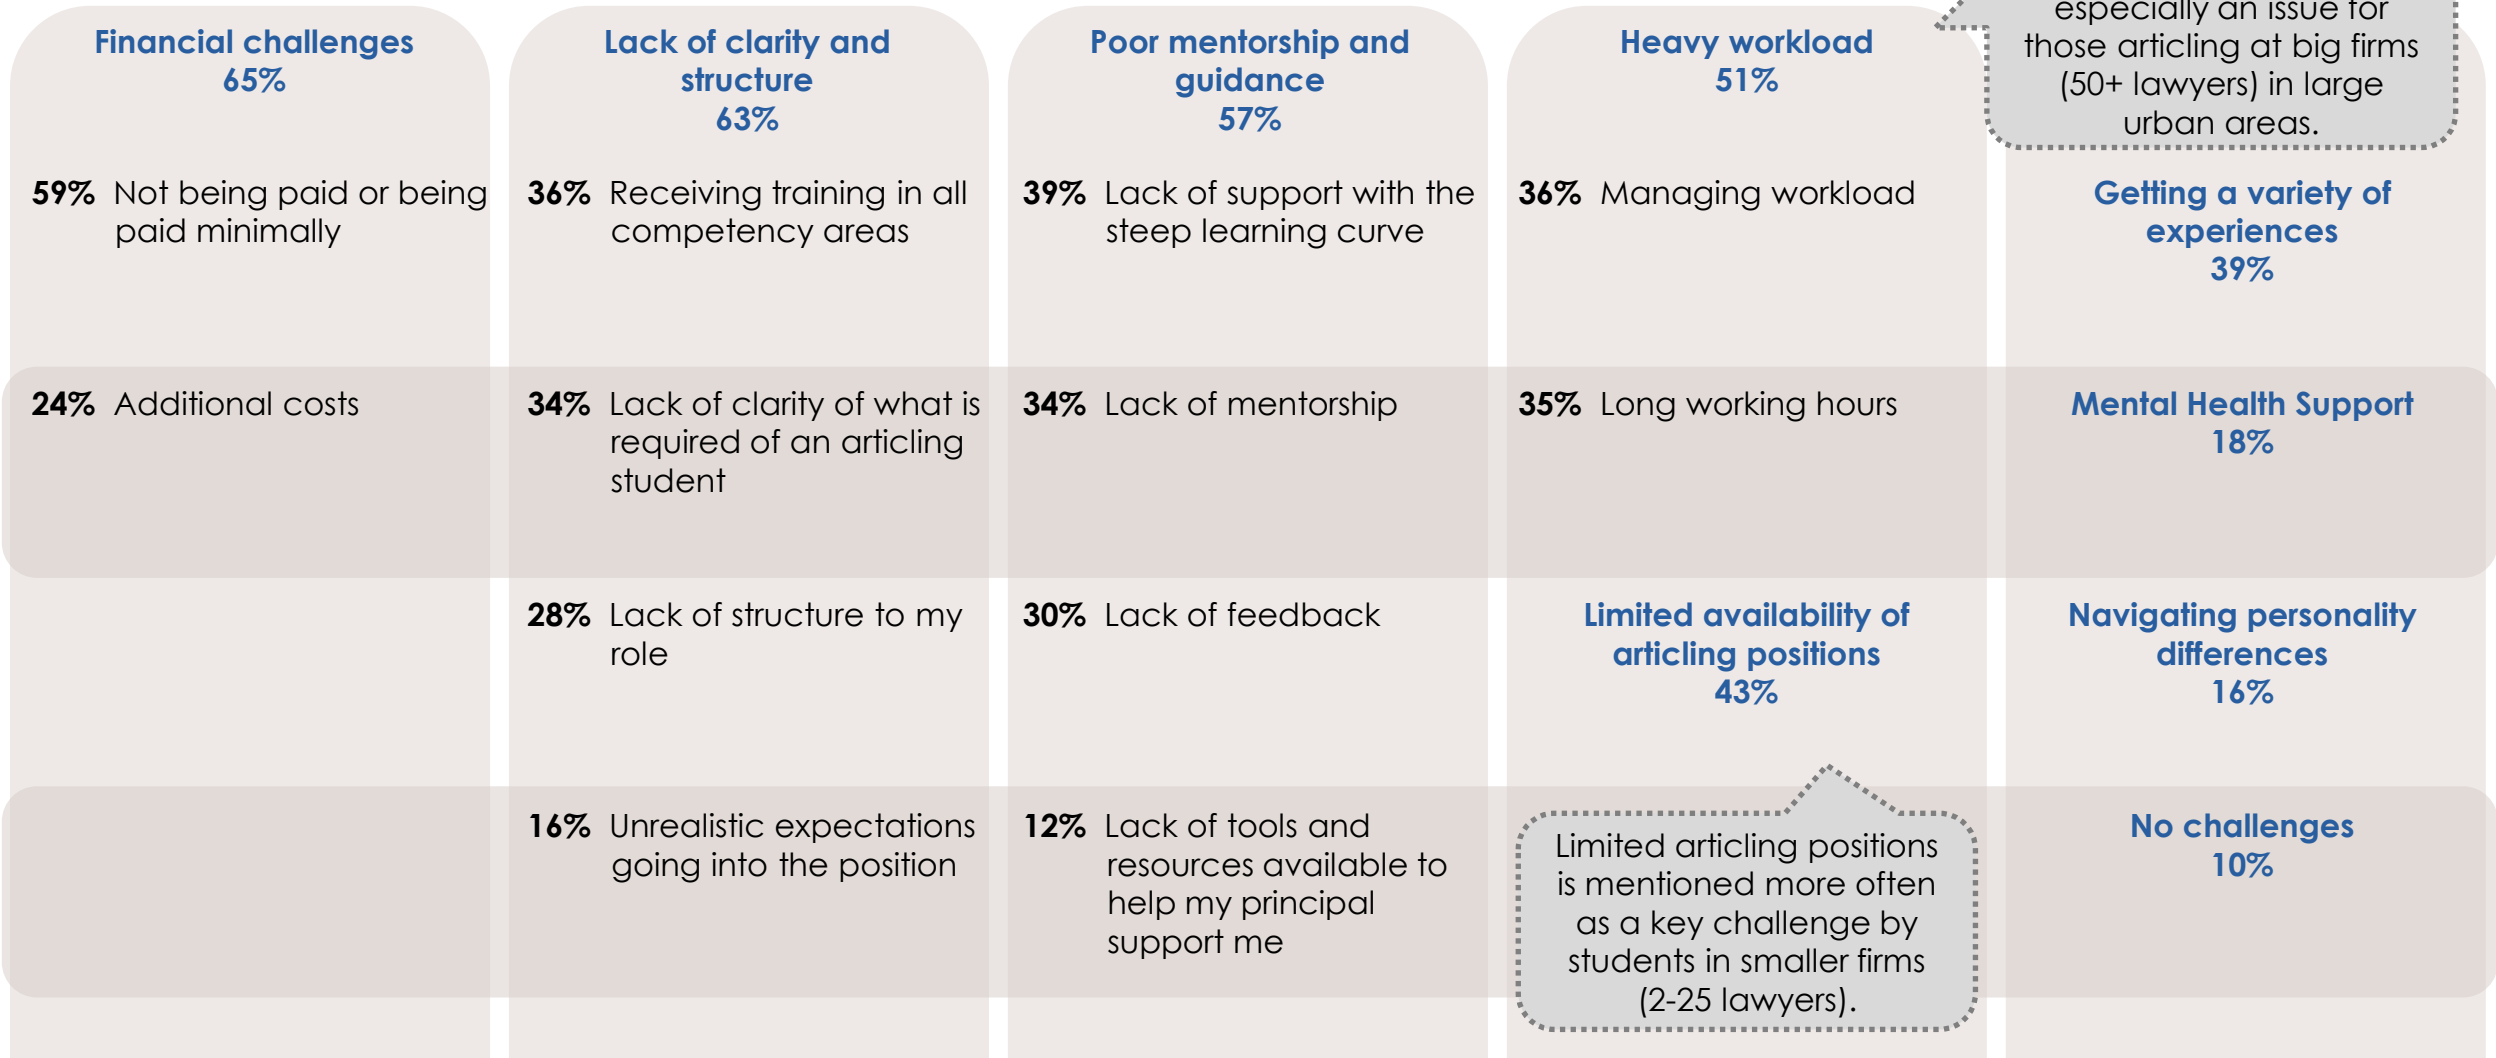 Financial challenges
65%
59% Not being paid or being
paid minimally
24% Additional costs
Lack of clarity and
structure
63%
36% Receiving training in all
competency areas
34% Lack of clarity of what is
required of an articling
student
28% Lack of structure to my
role
16% Unrealistic expectations
going into the position
Poor mentorship and
guidance
57%
39% Lack of support with the
steep learning curve
34% Lack of mentorship
30% Lack of feedback
12% Lack of tools and
resources available to
help my principal
support me
Heavy workload
51%
36% Managing workload
35% Long working hours
Limited availability of
articling positions
43%
Limited articling positions
is mentioned more often
as a key challenge by
students in smaller firms
(2-25 lawyers).
especially an issue for
those articling at big firms
(50+ lawyers) in large
urban areas.
Getting a variety of
experiences
39%
Mental Health Support
18%
Navigating personality
differences
16%
No challenges
10%